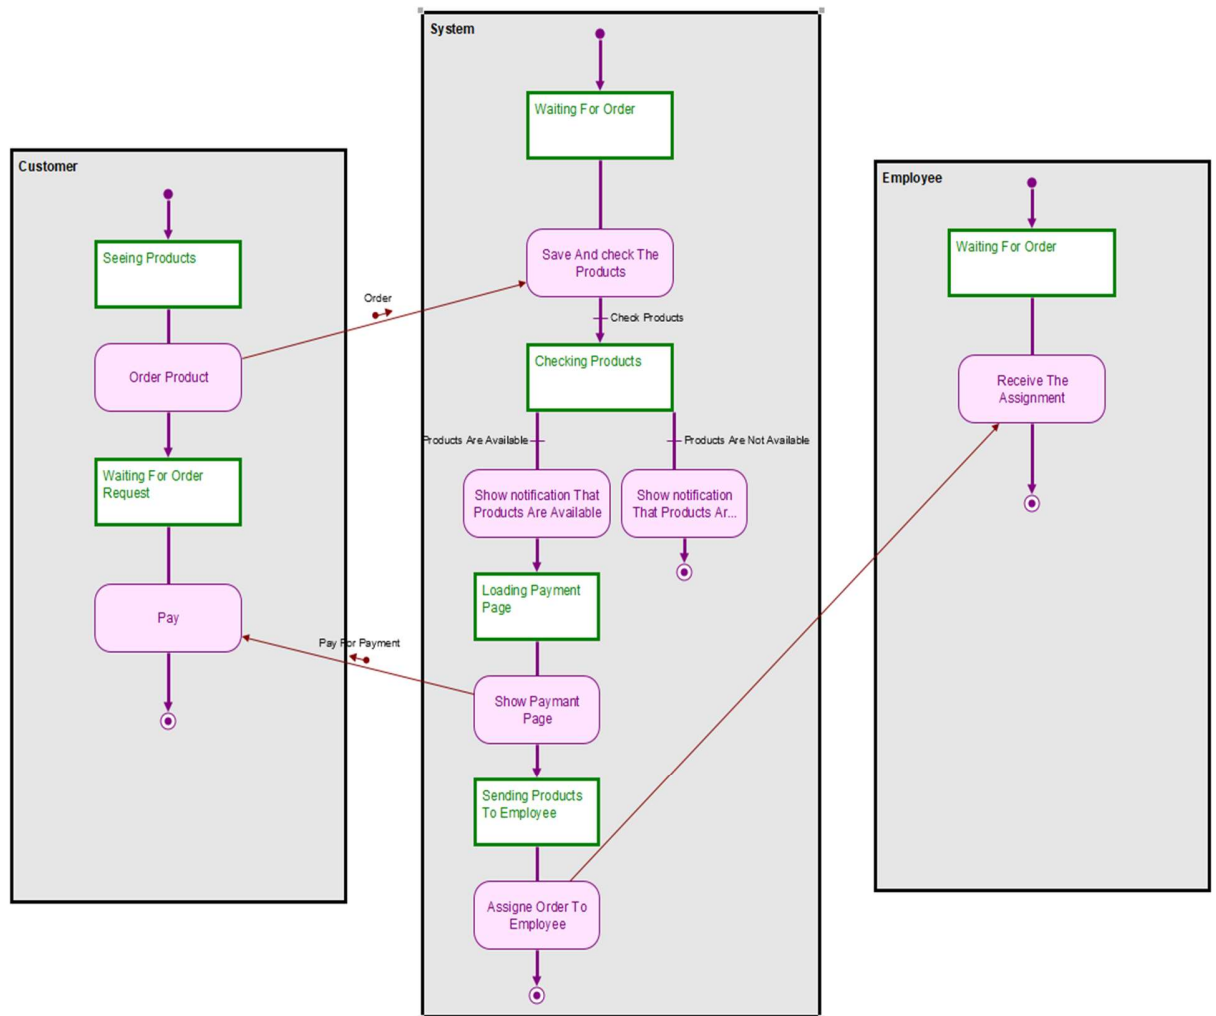 System
Waiting For Order
Customer
Employee
Seeing Products
Waiting For Order
Save And check The
Products
Order
Check Products
Order Product
Checking Products
Receive The
Assignment
Products Are Available
Products Are Not Available
Waiting For Order
Request
Show notification That
Products Are Available
Show notification
That Products Ar...
Loading Payment
Page
Pay
Pay For Payment
Show Paymant
Page
Sending Products
To Employee
Assigne Order To
Employee